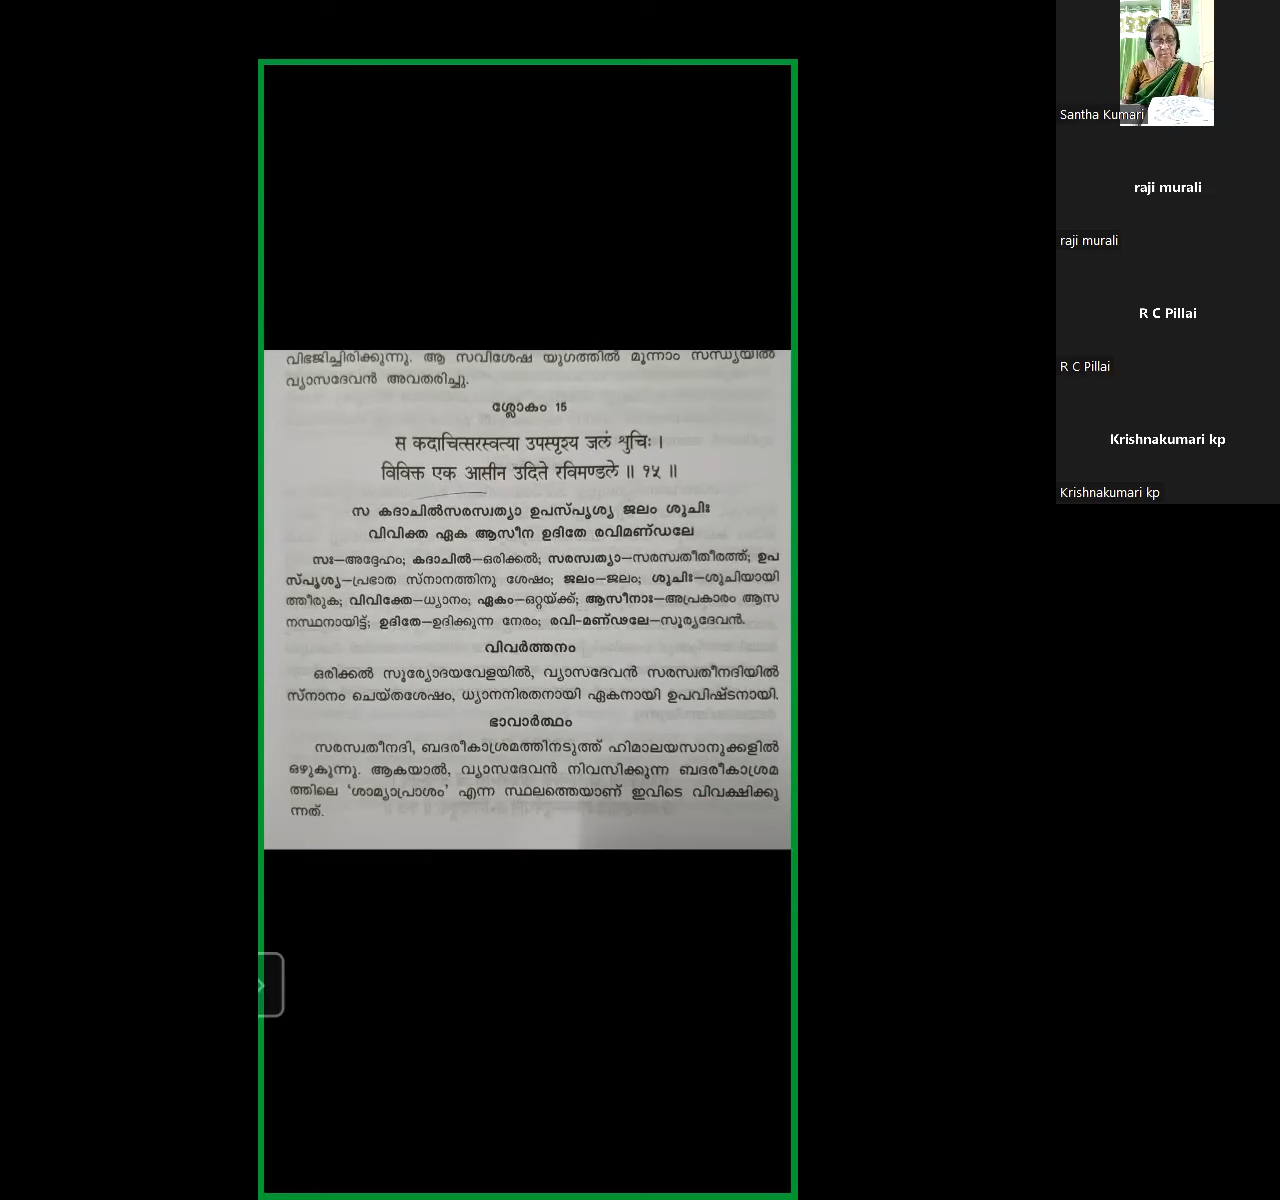 വിഭജിച്ചിരിക്കുന്നു. ആ സവിശേഷ യുഗത്തിൽ മൂന്നാം സന്ധ്യയിൽ
വ്യാസദേവൻ അവതരിച്ചു.
ശ്ലോകം 15
स कदाचित्सरस्वत्या उपस्पृश्य जलं शुचिः ।
विविक्त एक आसीन उदिते रविमण्डले ॥ १५ ॥
സ കദാചിൽസരസ്വത്യാ ഉപസ്പൃശ്യ ജലം ശുചിഃ
വിവിക്ത ഏക ആസീന ഉദിതേ രവിമണ്ഡലേ
സഃ—അദ്ദേഹം; കദാചിൽ—ഒരിക്കൽ; സരസ്വത്യാ—സരസ്വതീതീരത്ത്; ഉപ
സ്പൃശ്യ—പ്രഭാത സ്നാനത്തിനു ശേഷം; ജലം—ജലം; ശുചിഃ—ശുചിയായി
ത്തീരുക; വിവിക്തേ—ധ്യാനം; ഏകം—ഒറ്റയ്ക്ക്; ആസീനാഃ—അപ്രകാരം ആസ
നസ്ഥനായിട്ട്; ഉദിതേ—ഉദിക്കുന്ന നേരം; രവി-മണ്ഢലേ—സൂര്യദേവൻ.
വിവർത്തനം
ഒരിക്കൽ സൂര്യോദയവേളയിൽ, വ്യാസദേവൻ സരസ്വതീനദിയിൽ
സ്നാനം ചെയ്തശേഷം, ധ്യാനനിരതനായി ഏകനായി ഉപവിഷ്ടനായി.
ഭാവാർത്ഥം
സരസ്വതീനദി, ബദരീകാശ്രമത്തിനടുത്ത് ഹിമാലയസാനുക്കളിൽ
ഒഴുകുന്നു. ആകയാൽ, വ്യാസദേവൻ നിവസിക്കുന്ന ബദരീകാശ്രമ
ത്തിലെ ‘ശാമ്യാപ്രാശം’ എന്ന സ്ഥലത്തെയാണ് ഇവിടെ വിവക്ഷിക്കു
ന്നത്.
Santha Kumari
raji murali
raji murali
R C Pillai
R C Pillai
Krishnakumari kp
Krishnakumari kp